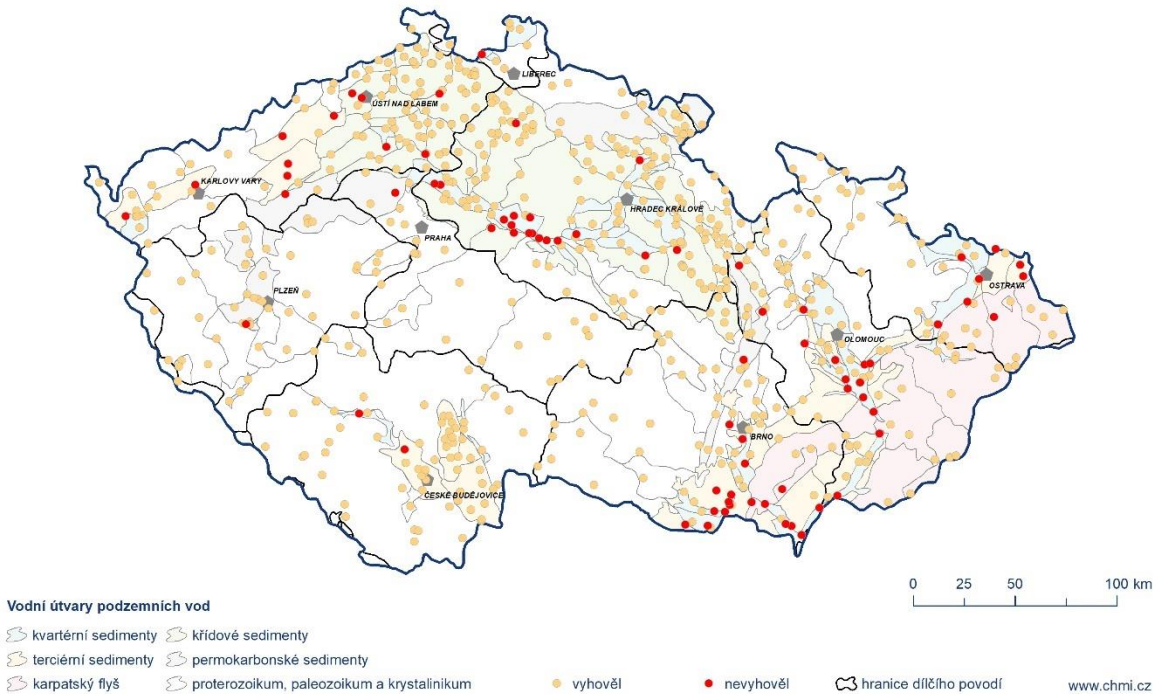 LIBEREC
ÚSTÍ NAD LABEM
KARLOVY VARY
HRADEC KRÁLOVÉ
PRAHA
PLZEŇ
OSTRAVA
OLOMOUC
BRNO
ČESKÉ BUDĚJOVICE
0 25 50 100 km
Vodní útvary podzemních vod
kvartérní sedimenty křídové sedimenty
terciérní sedimenty permokarbonské sedimenty
karpatský flyš proterozoikum, paleozoikum a krystalinikum vyhověl nevyhověl hranice dílčího povodí www.chmi.cz